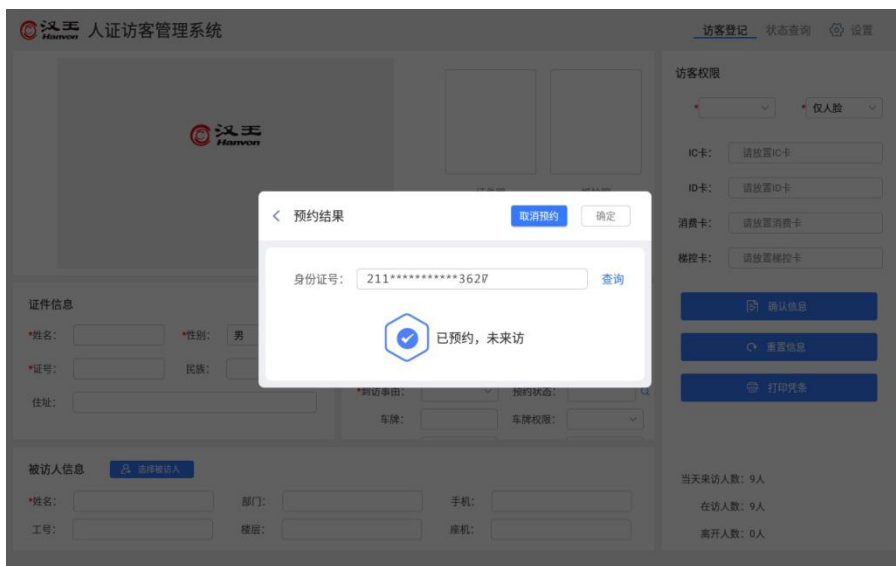 汉王 Hanvon 人证访客管理系统
访客登记 状态查询 设置
汉王
Hanvon
访客权限
* * 仅人脸
IC卡： 请放置IC卡
ID卡： 请放置ID卡
消费卡： 请放置消费卡
梯控卡： 请放置梯控卡
确认信息
重置信息
打印凭条
预约结果 取消预约 确定
身份证号： 211***********3627 查询
已预约，未来访
证件信息
*姓名： *性别： 男
*证号： 民族：
住址：
*到访事由： 预约状态：
车牌： 车牌权限：
被访人信息 选择被访人
*姓名： 部门： 手机：
工号： 楼层： 座机：
当天来访人数：9人
在访人数：9人
离开人数：0人